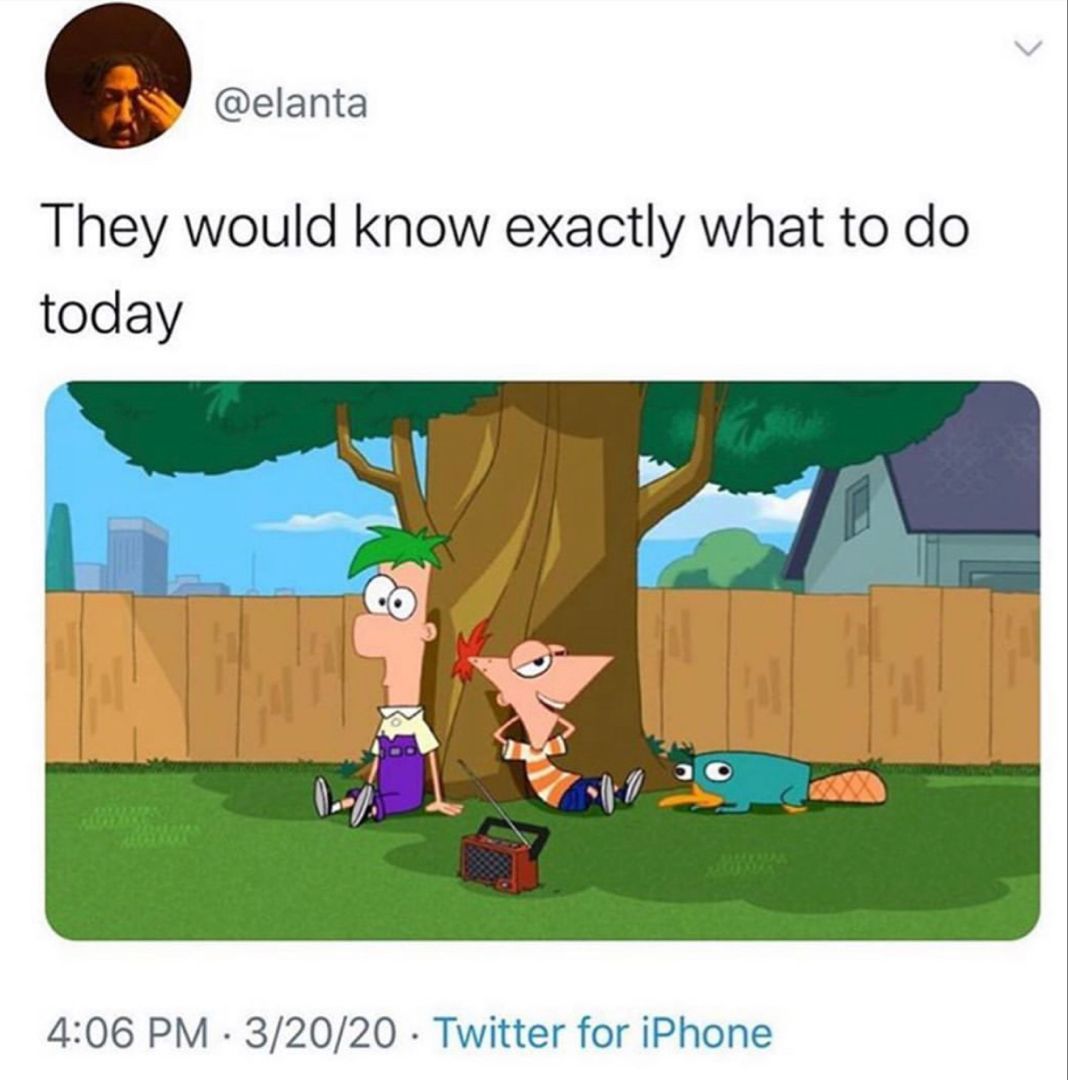 @elanta
They would know exactly what to do
today
4:06 PM · 3/20/20 · Twitter for iPhone